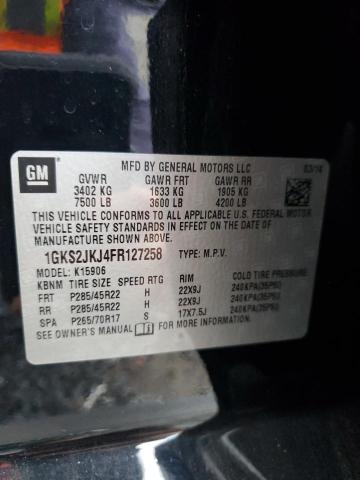 GM
MFD BY GENERAL MOTORS LLC 03/14
GVWR GAWR FRT GAWR RR
3402 KG 1633 KG 1905 KG
7500 LB 3600 LB 4200 LB
THIS VEHICLE CONFORMS TO ALL APPLICABLE U.S. FEDERAL MOTOR
VEHICLE SAFETY STANDARDS IN EFFECT ON THE DATE OF
MANUFACTURE SHOWN ABOVE.
1GKS2JKJ4FR127258 TYPE: M.P.V.
MODEL: K15906
KBNM TIRE SIZE SPEED RTG RIM COLD TIRE PRESSURE
FRT P285/45R22 H 22X9J 240KPA(35PSI)
RR P285/45R22 H 22X9J 240KPA(35PSI)
SPA P265/70R17 S 17X7.5J 240KPA(35PSI)
SEE OWNER'S MANUAL FOR MORE INFORMATION.